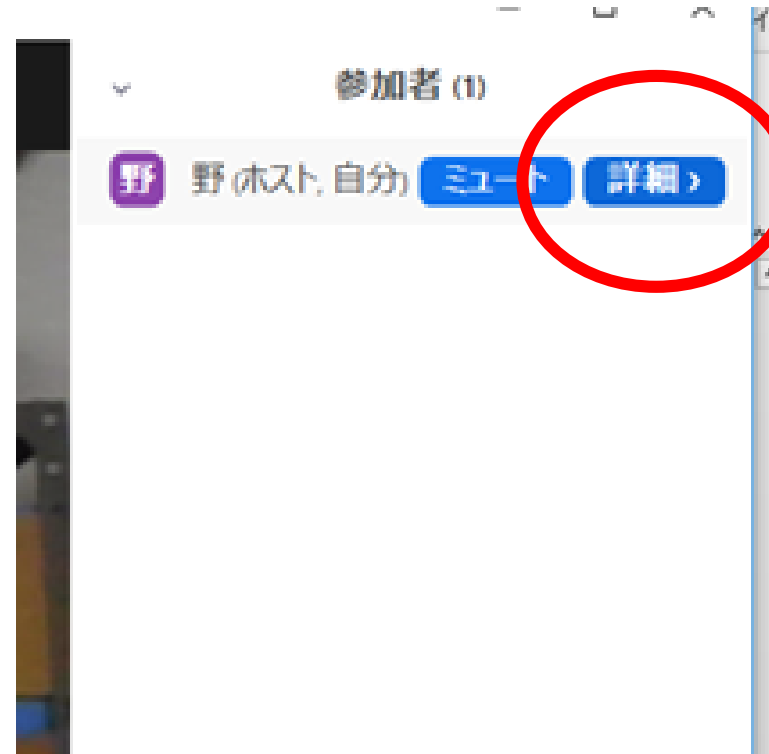 参加者 (1)
野 野 (ホスト, 自分) ミュート 詳細 >